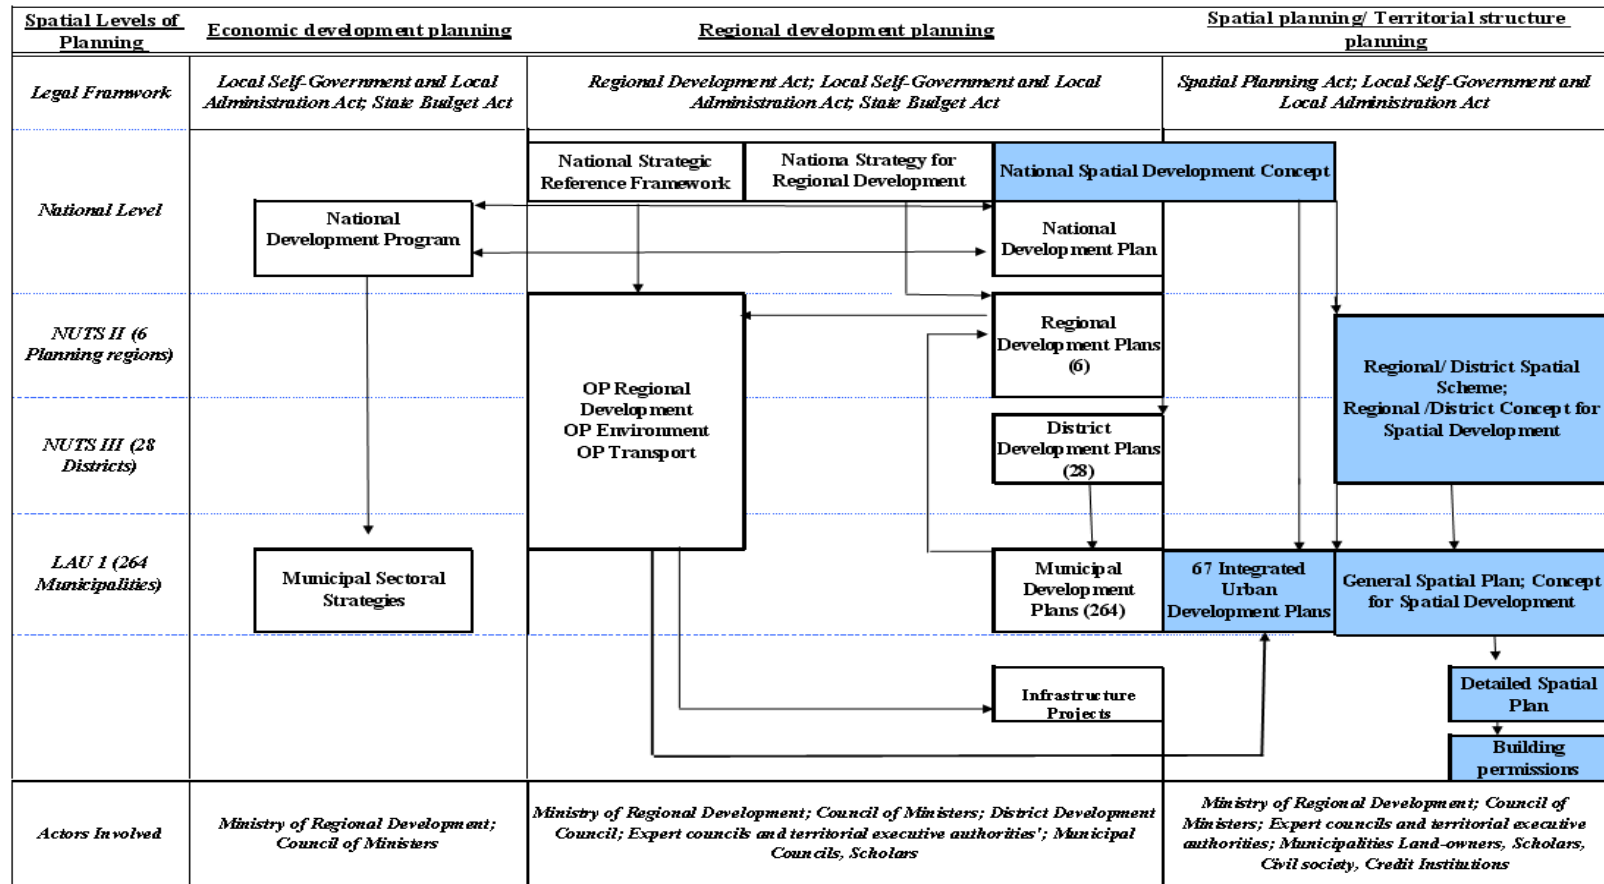 Spatial Levels of
Planning
Economic development planning
Regional development planning
Spatial planning/ Territorial structure
planning
Legal Framwork
Local Self-Government and Local
Administration Act; State Budget Act
Regional Development Act; Local Self-Government and Local
Administration Act; State Budget Act
Spatial Planning Act; Local Self-Government and
Local Administration Act
National Level
National Strategic
Reference Framework
Nationa Strategy for
Regional Development
National Spatial Development Concept
National
Development Program
National
Development Plan
NUTS II (6
Planning regions)
Regional
Development Plans
(6)
OP Regional
Development
OP Environment
OP Transport
Regional/ District Spatial
Scheme;
Regional /District Concept for
Spatial Development
NUTS III (28
Districts)
District
Development Plans
(28)
LAU 1 (264
Municipalities)
Municipal Sectoral
Strategies
Municipal
Development
Plans (264)
67 Integrated
Urban
Development Plans
General Spatial Plan; Concept
for Spatial Development
Infrastructure
Projects
Detailed Spatial
Plan
Building
permissions
Actors Involved
Ministry of Regional Development;
Council of Ministers
Ministry of Regional Development; Council of Ministers; District Development
Council; Expert councils and territorial executive authorities'; Municipal
Councils, Scholars
Ministry of Regional Development; Council of
Ministers; Expert councils and territorial executive
authorities; Municipalities Land-owners, Scholars,
Civil society, Credit Institutions